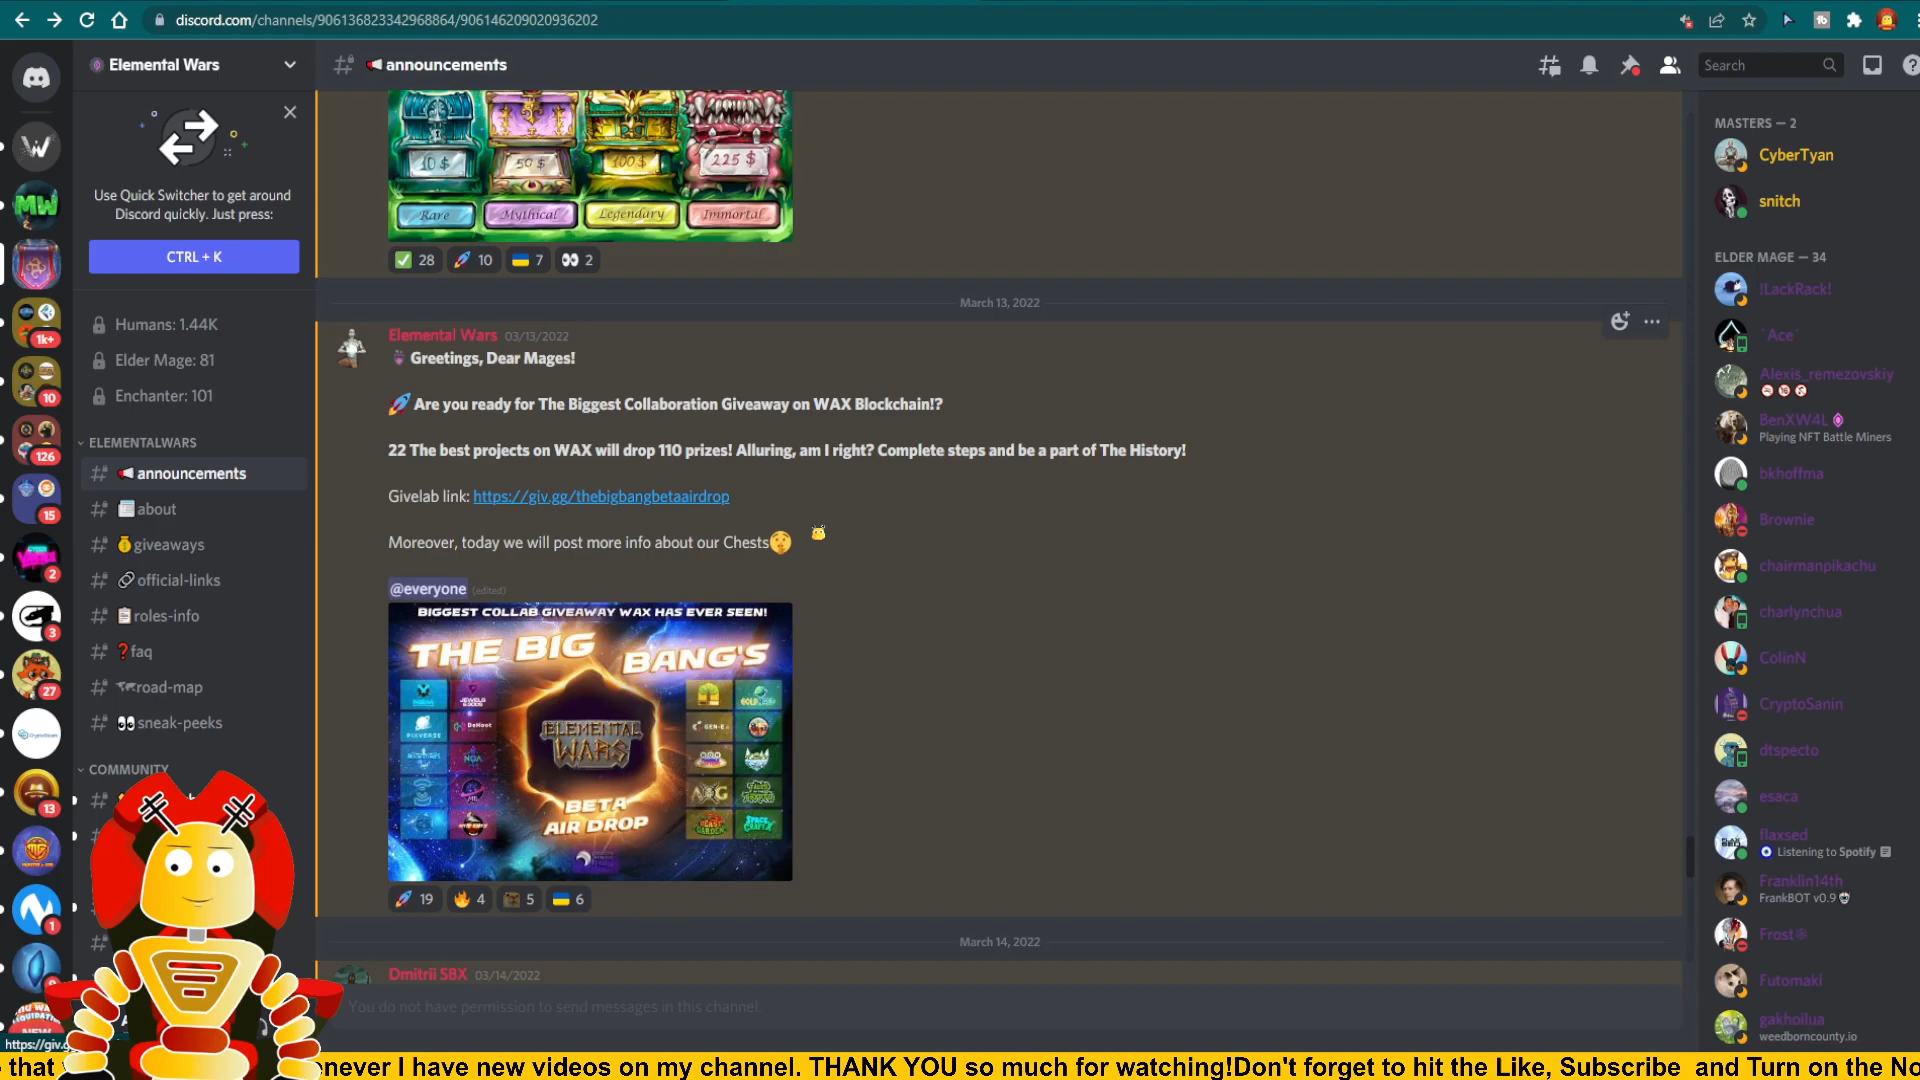 discord.com/channels/906136823342968864/906146209020936202
Elemental Wars
announcements
Search
Use Quick Switcher to get around
Discord quickly. Just press:
CTRL + K
Humans: 1.44K
Elder Mage: 81
Enchanter: 101
ELEMENTALWARS
announcements
about
giveaways
official-links
roles-info
faq
road-map
sneak-peeks
COMMUNITY
1k+
10
126
15
2
3
27
13
1
MW
10 $
50 $
100 $
225 $
Rare
Mythical
Legendary
Immortal
28
10
7
2
March 13, 2022
Elemental Wars 03/13/2022
Greetings, Dear Mages!
Are you ready for The Biggest Collaboration Giveaway on WAX Blockchain!?
22 The best projects on WAX will drop 110 prizes! Alluring, am I right? Complete steps and be a part of The History!
Givelab link: https://giv.gg/thebigbangbetaairdrop
Moreover, today we will post more info about our Chests
@everyone (edited)
BIGGEST COLLAB GIVEAWAY WAX HAS EVER SEEN!
THE BIG BANG'S
ELEMENTAL
WARS
BETA
AIR DROP
19
4
5
6
March 14, 2022
Dmitrii SBX 03/14/2022
You do not have permission to send messages in this channel.
MASTERS — 2
CyberTyan
snitch
ELDER MAGE — 34
!LackRack!
`Ace`
Alexis_remezovskiy
BenXW4L
Playing NFT Battle Miners
bkhoffma
Brownie
chairmanpikachu
charlynchua
ColinN
CryptoSanin
dtspecto
esaca
flaxsed
Listening to Spotify
Franklin14th
FrankBOT v0.9
Frost
Futomaki
gakhoilua
weedborncounty.io
https://giv.g
that
never I have new videos on my channel. THANK YOU so much for watching!Don't forget to hit the Like, Subscribe and Turn on the No